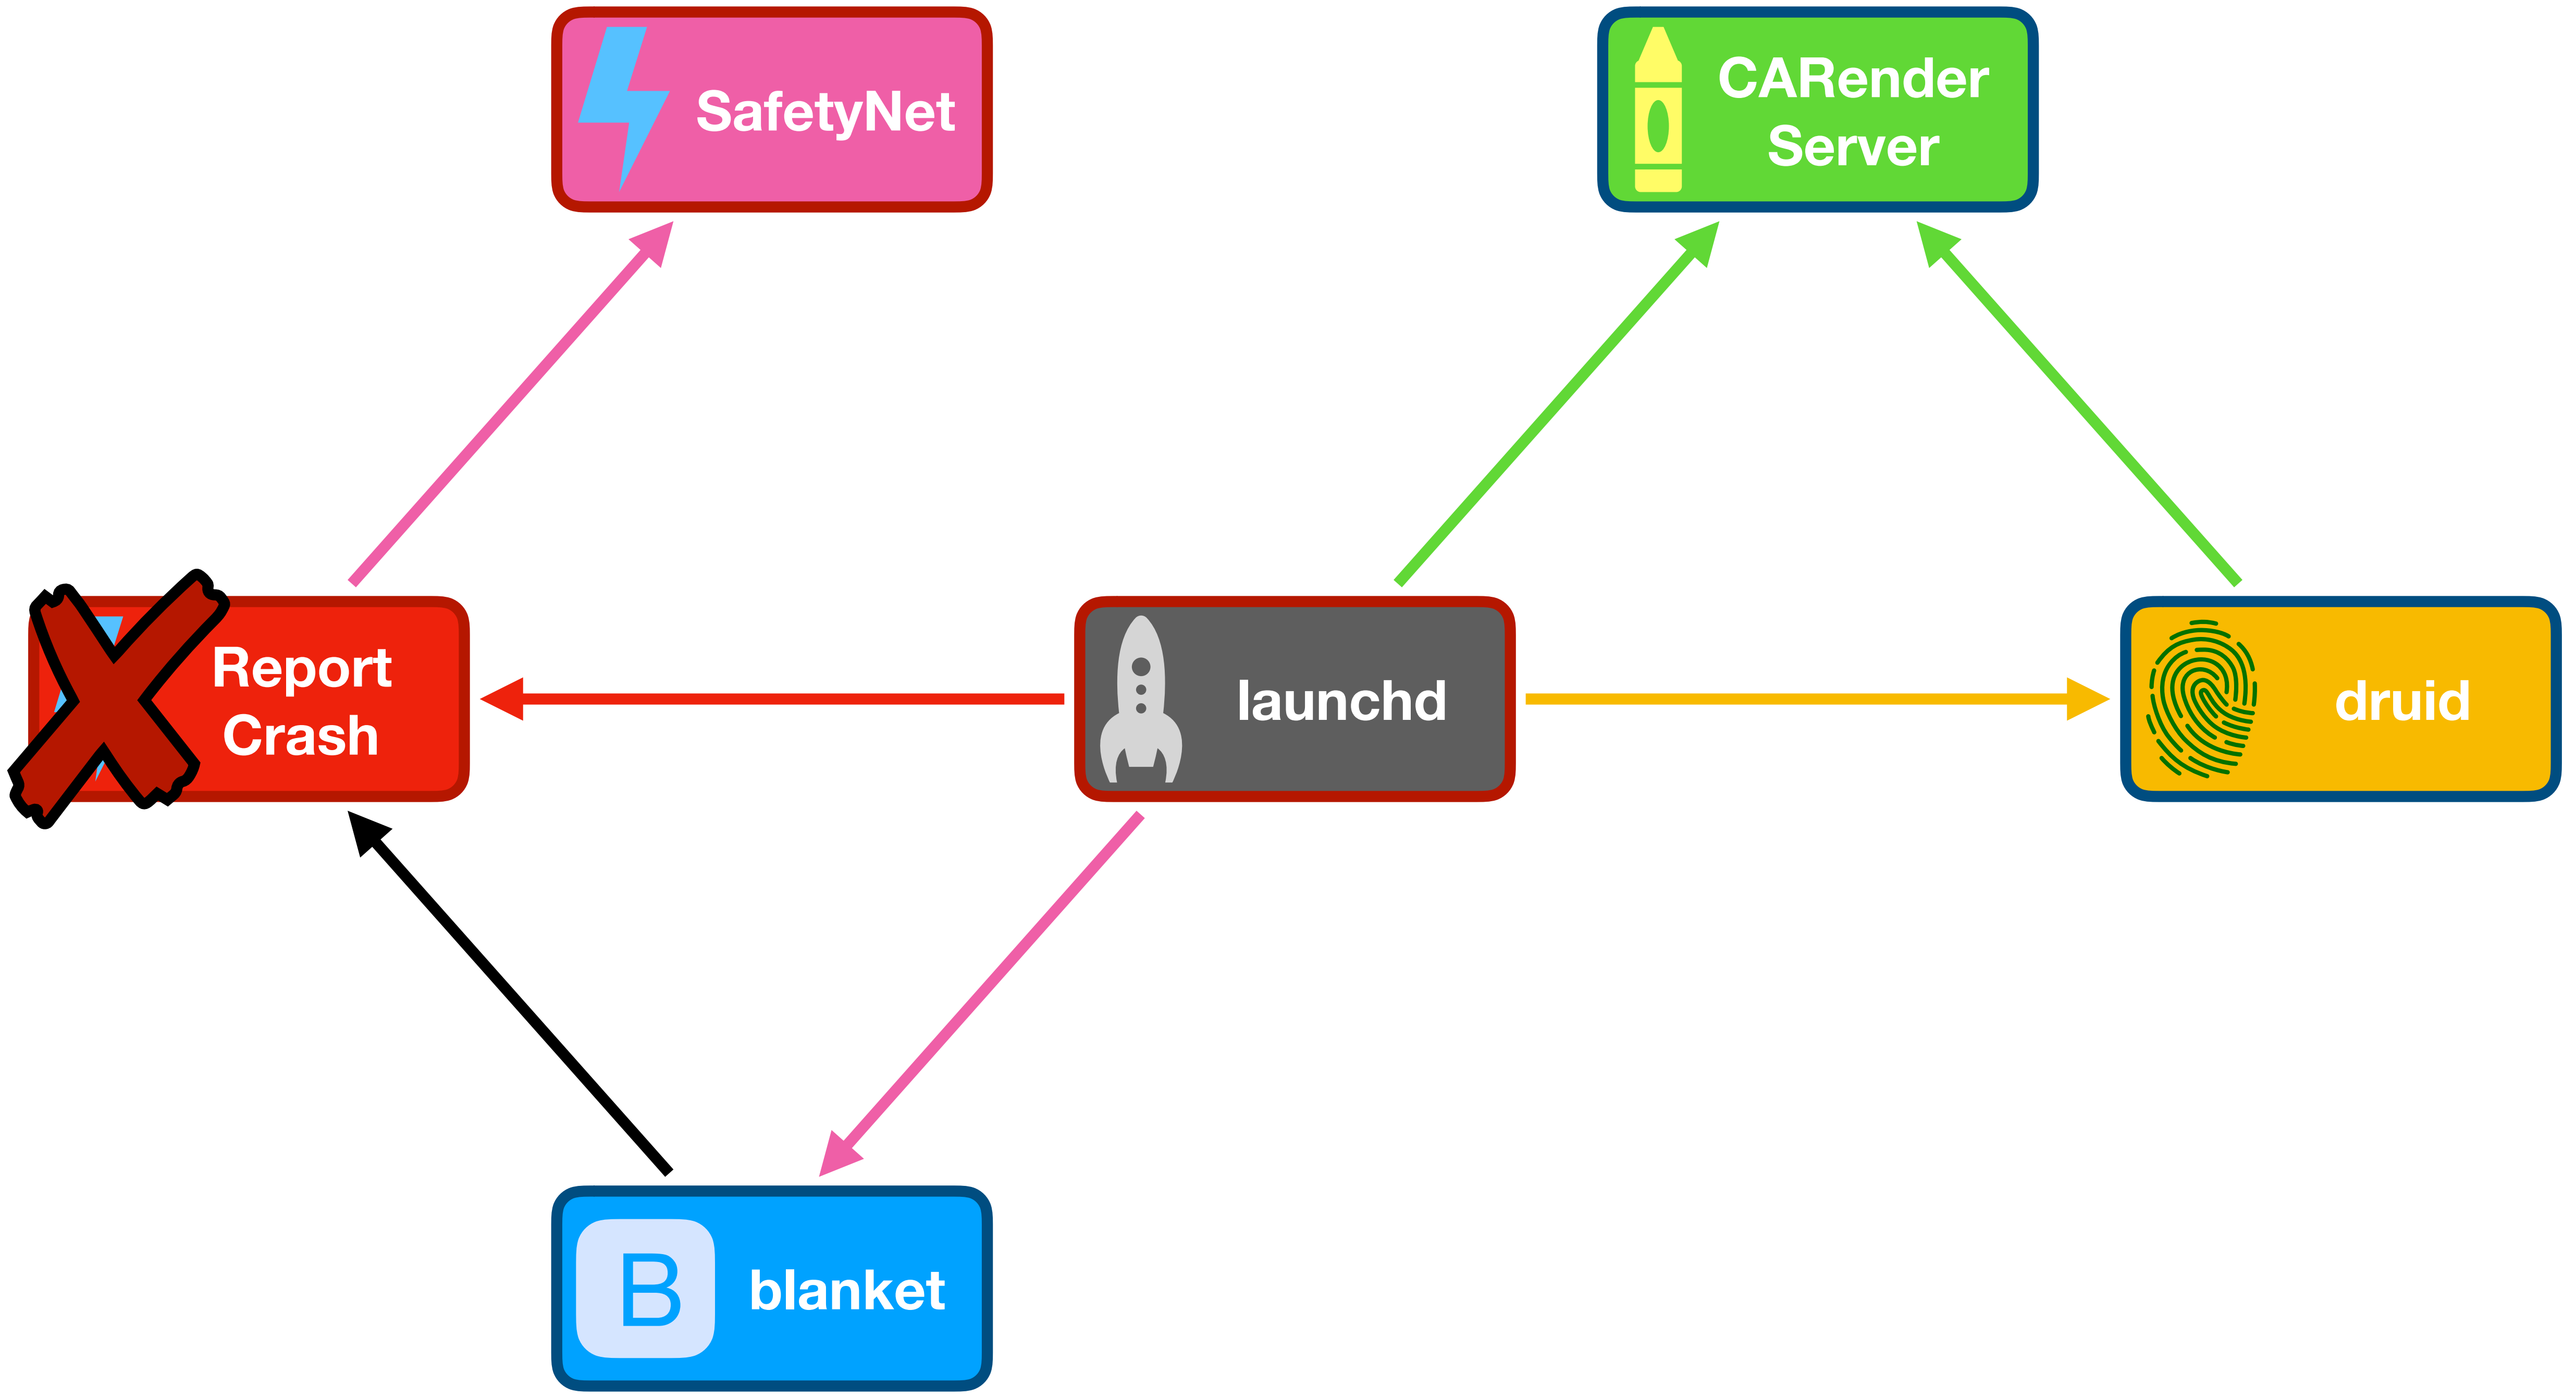 SafetyNet
CARender
Server
Report
Crash
launchd
druid
B
blanket